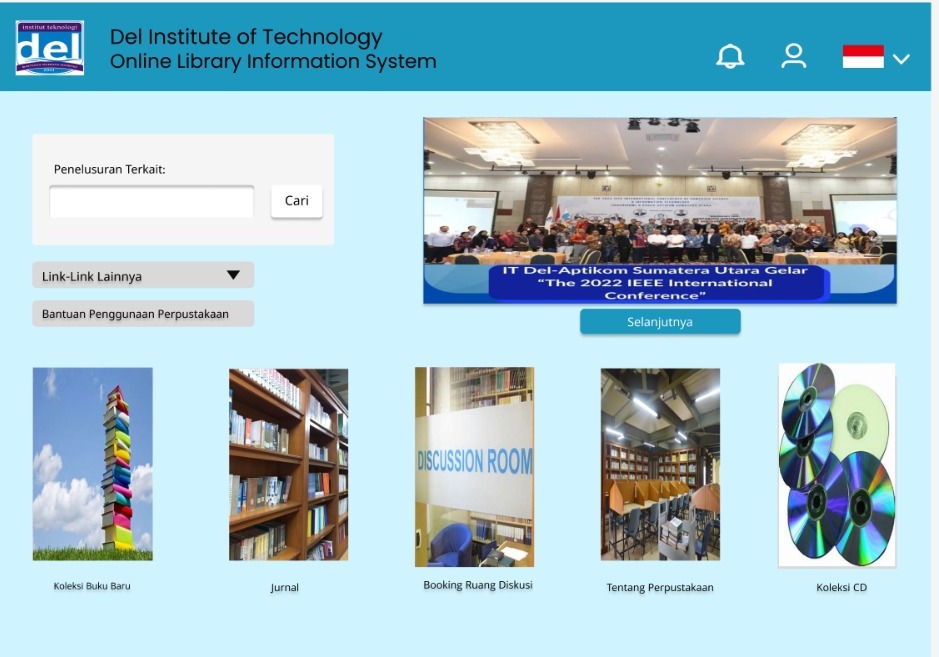 institut teknologi
del
Del Institute of Technology
Online Library Information System
Penelusuran Terkait:
Cari
Link-Link Lainnya
Bantuan Penggunaan Perpustakaan
IT Del-Aptikom Sumatera Utara Gelar
“The 2022 IEEE International
Conference”
Selanjutnya
DISCUSSION ROOM
Koleksi Buku Baru
Jurnal
Booking Ruang Diskusi
Tentang Perpustakaan
Koleksi CD